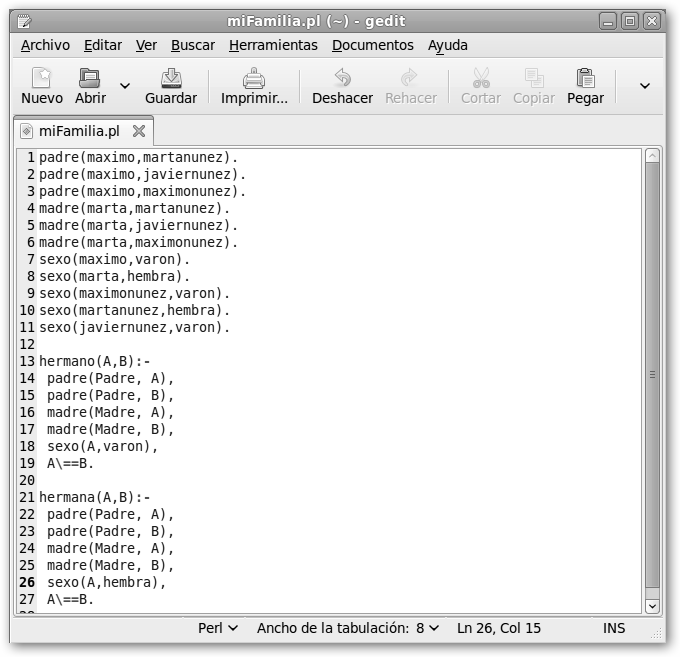 miFamilia.pl (~) - gedit
Archivo Editar Ver Buscar Herramientas Documentos Ayuda
Nuevo Abrir Guardar Imprimir... Deshacer Rehacer Cortar Copiar Pegar
miFamilia.pl
1 padre(maximo,martanunez).
2 padre(maximo,javiernunez).
3 padre(maximo,maximonunez).
4 madre(marta,martanunez).
5 madre(marta,javiernunez).
6 madre(marta,maximonunez).
7 sexo(maximo,varon).
8 sexo(marta,hembra).
9 sexo(maximonunez,varon).
10 sexo(martanunez,hembra).
11 sexo(javiernunez,varon).
12
13 hermano(A,B):-
14 padre(Padre, A),
15 padre(Padre, B),
16 madre(Madre, A),
17 madre(Madre, B),
18 sexo(A,varon),
19 A\==B.
20
21 hermana(A,B):-
22 padre(Padre, A),
23 padre(Padre, B),
24 madre(Madre, A),
25 madre(Madre, B),
26 sexo(A,hembra),
27 A\==B.
Perl Ancho de la tabulación: 8 Ln 26, Col 15 INS